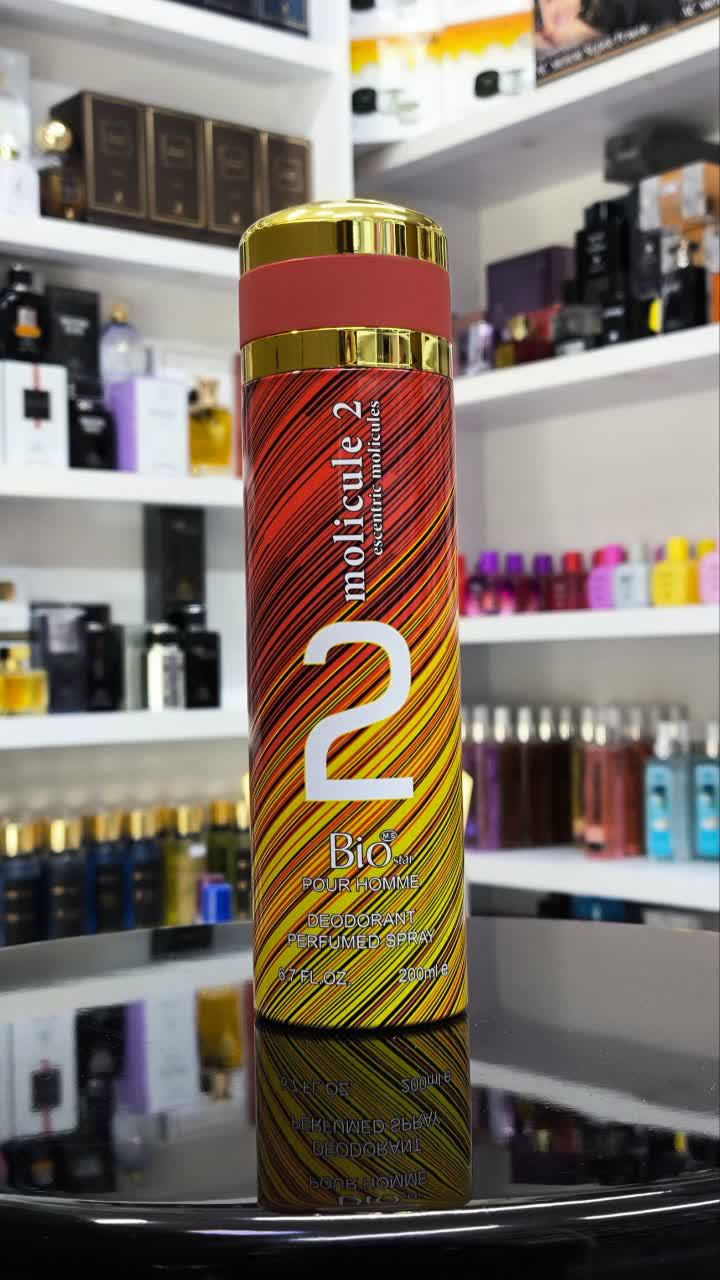 molicule 2
escentric molicules
2
Bio M.S star
POUR HOMME
DEODORANT
PERFUMED SPRAY
6.7 FL.OZ. 200ml e